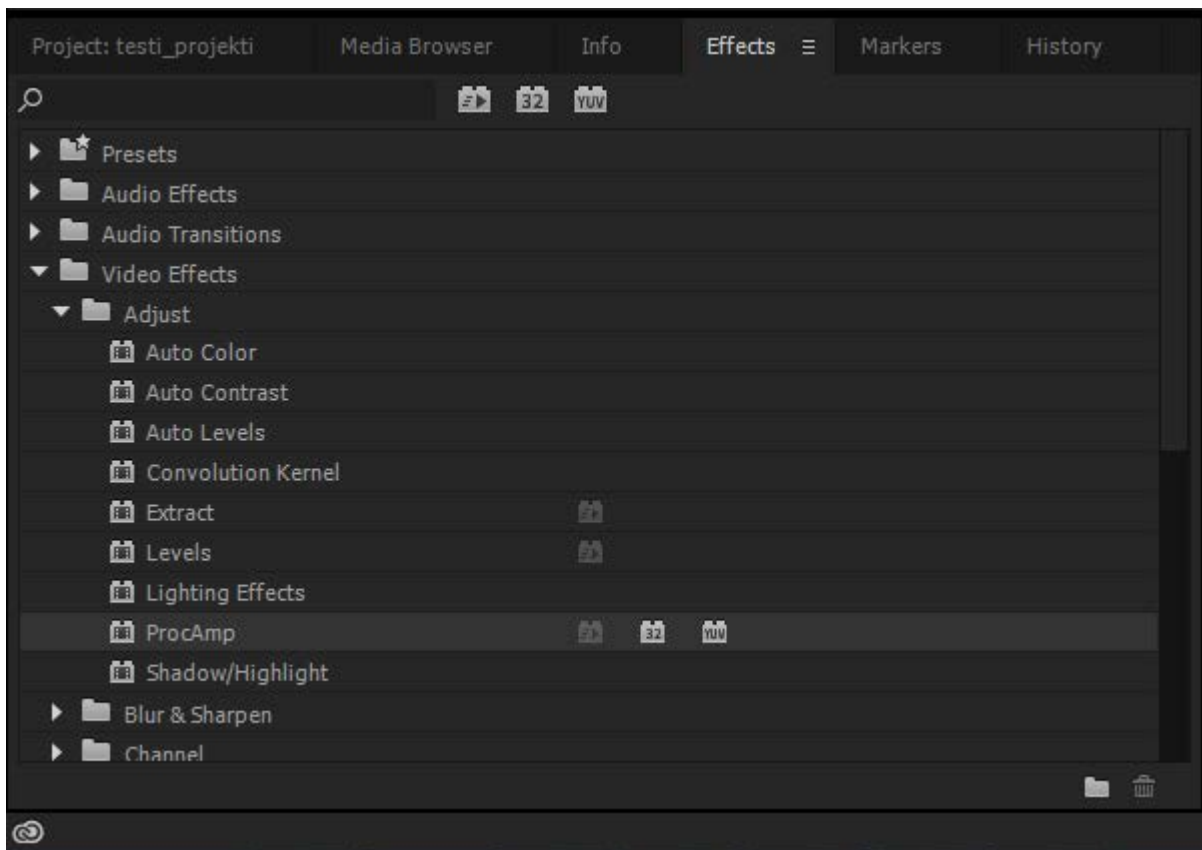 Project: testi_projekti Media Browser Info Effects Markers History
32 YUV
Presets
Audio Effects
Audio Transitions
Video Effects
Adjust
Auto Color
Auto Contrast
Auto Levels
Convolution Kernel
Extract
Levels
Lighting Effects
ProcAmp 32 YUV
Shadow/Highlight
Blur & Sharpen
Channel